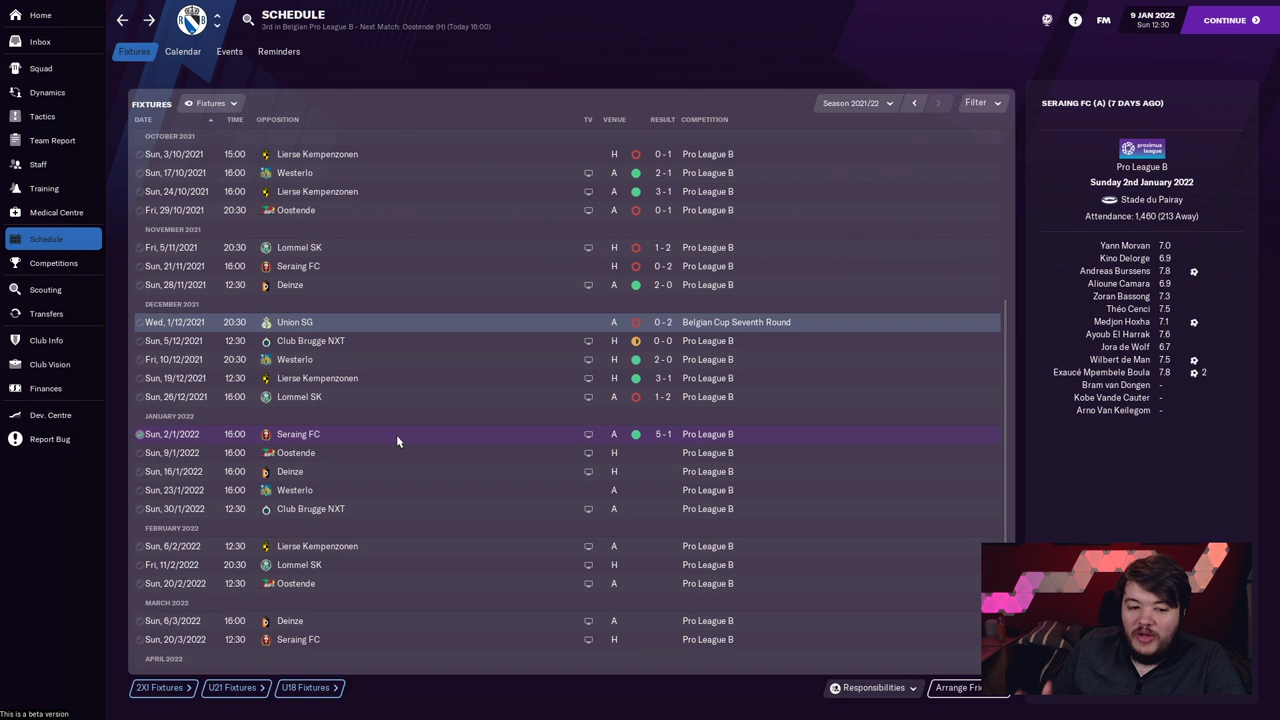 SCHEDULE
3rd in Belgian Pro League B - Next Match: Oostende (H) (Today 16:00)
FM
9 JAN 2022
Sun 12:30
CONTINUE
Home
Inbox
Squad
Dynamics
Tactics
Team Report
Staff
Training
Medical Centre
Schedule
Competitions
Scouting
Transfers
Club Info
Club Vision
Finances
Dev. Centre
Report Bug
This is a beta version
Fixtures Calendar Events Reminders
FIXTURES Fixtures Season 2021/22 Filter
DATE TIME OPPOSITION TV VENUE RESULT COMPETITION
OCTOBER 2021
Sun, 3/10/2021 15:00 Lierse Kempenzonen H 0 - 1 Pro League B
Sun, 17/10/2021 16:00 Westerlo A 2 - 1 Pro League B
Sun, 24/10/2021 16:00 Lierse Kempenzonen A 3 - 1 Pro League B
Fri, 29/10/2021 20:30 Oostende A 0 - 1 Pro League B
NOVEMBER 2021
Fri, 5/11/2021 20:30 Lommel SK H 1 - 2 Pro League B
Sun, 21/11/2021 16:00 Seraing FC H 0 - 2 Pro League B
Sun, 28/11/2021 12:30 Deinze A 2 - 0 Pro League B
DECEMBER 2021
Wed, 1/12/2021 20:30 Union SG A 0 - 2 Belgian Cup Seventh Round
Sun, 5/12/2021 12:30 Club Brugge NXT H 0 - 0 Pro League B
Fri, 10/12/2021 20:30 Westerlo H 2 - 0 Pro League B
Sun, 19/12/2021 12:30 Lierse Kempenzonen H 3 - 1 Pro League B
Sun, 26/12/2021 16:00 Lommel SK A 1 - 2 Pro League B
JANUARY 2022
Sun, 2/1/2022 16:00 Seraing FC A 5 - 1 Pro League B
Sun, 9/1/2022 16:00 Oostende H Pro League B
Sun, 16/1/2022 16:00 Deinze H Pro League B
Sun, 23/1/2022 16:00 Westerlo A Pro League B
Sun, 30/1/2022 12:30 Club Brugge NXT A Pro League B
FEBRUARY 2022
Sun, 6/2/2022 12:30 Lierse Kempenzonen A Pro League B
Fri, 11/2/2022 20:30 Lommel SK H Pro League B
Sun, 20/2/2022 12:30 Oostende A Pro League B
MARCH 2022
Sun, 6/3/2022 16:00 Deinze A Pro League B
Sun, 20/3/2022 12:30 Seraing FC H Pro League B
APRIL 2022
2XI Fixtures U21 Fixtures U18 Fixtures Responsibilities Arrange
SERAING FC (A) (7 DAYS AGO)
proximus
league
Pro League B
Sunday 2nd January 2022
Stade du Pairay
Attendance: 1,460 (213 Away)
Yann Morvan 7.0
Kino Delorge 6.9
Andreas Burssens 7.8
Alioune Camara 6.9
Zoran Bassong 7.3
Théo Cenci 7.5
Medjon Hoxha 7.1
Ayoub El Harrak 7.6
Jora de Wolf 6.7
Wilbert de Man 7.5
Exaucé Mpembele Boula 7.8 2
Bram van Dongen -
Kobe Vande Cauter -
Arno Van Keilegom -